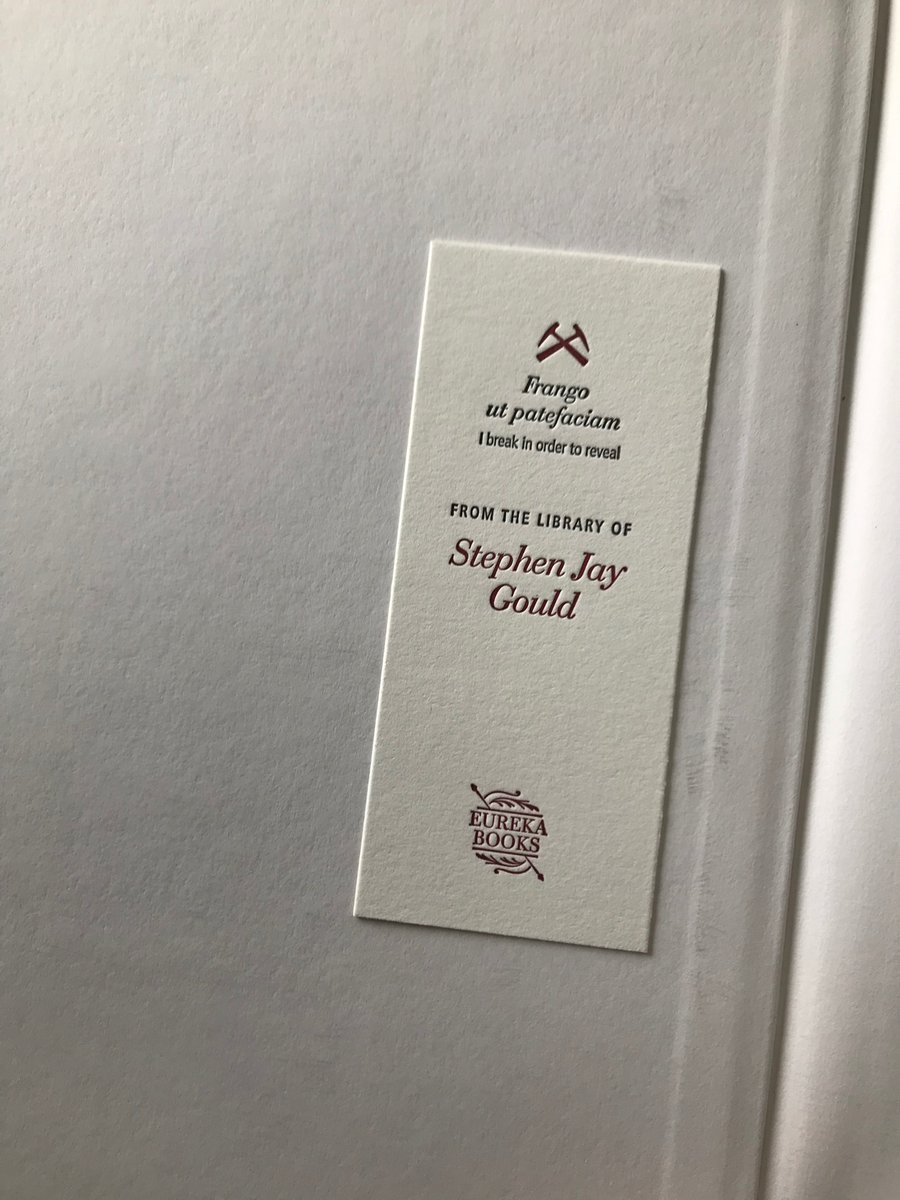 Frango
ut patefaciam
I break in order to reveal
FROM THE LIBRARY OF
Stephen Jay
Gould
EUREKA
BOOKS